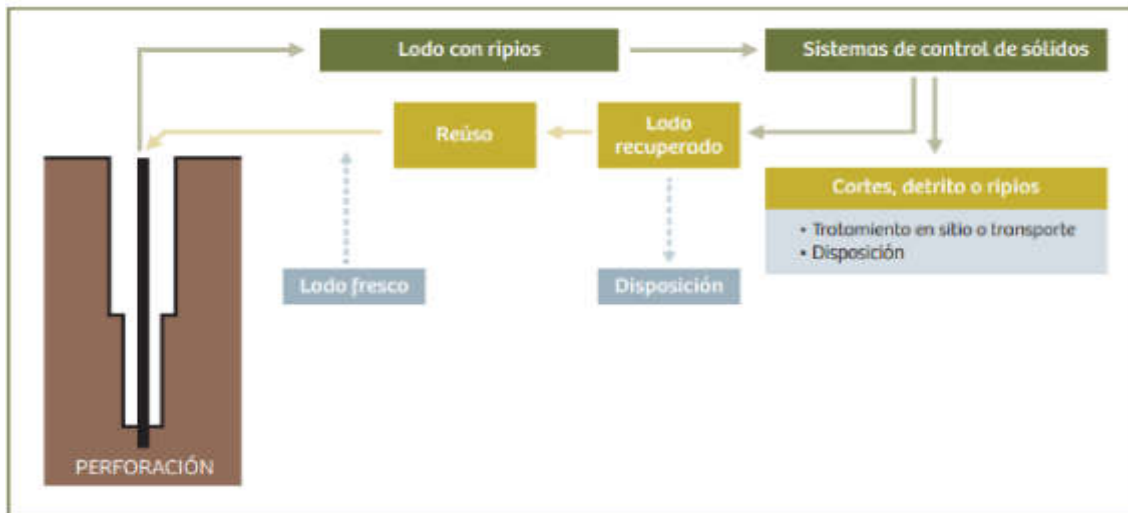 Lodo con ripios
Sistemas de control de sólidos
Reúso
Lodo
recuperado
Cortes, detrito o ripios
• Tratamiento en sitio o transporte
• Disposición
Lodo fresco
Disposición
PERFORACIÓN